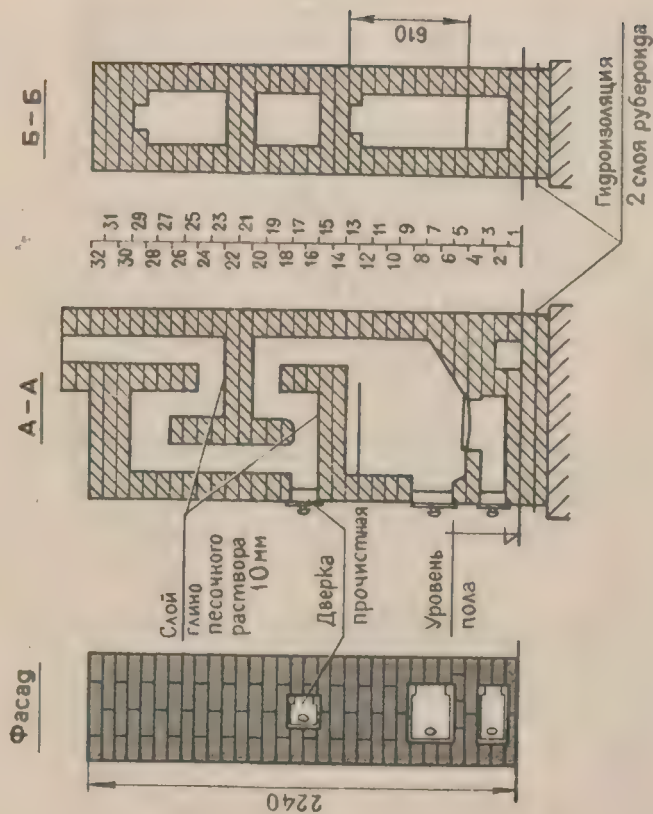 Фасад
2240
Слой
глино
песочного
раствора
10 мм
Дверка
прочистная
Уровень
пола
А – А
32 31
30 29
28 27
26 25
24 23
22 21
20 19
18 17
16 15
14 13
12 11
10 9
8 7
6 5
4 3
2 1
Б – Б
610
Гидроизоляция
2 слоя рубероида